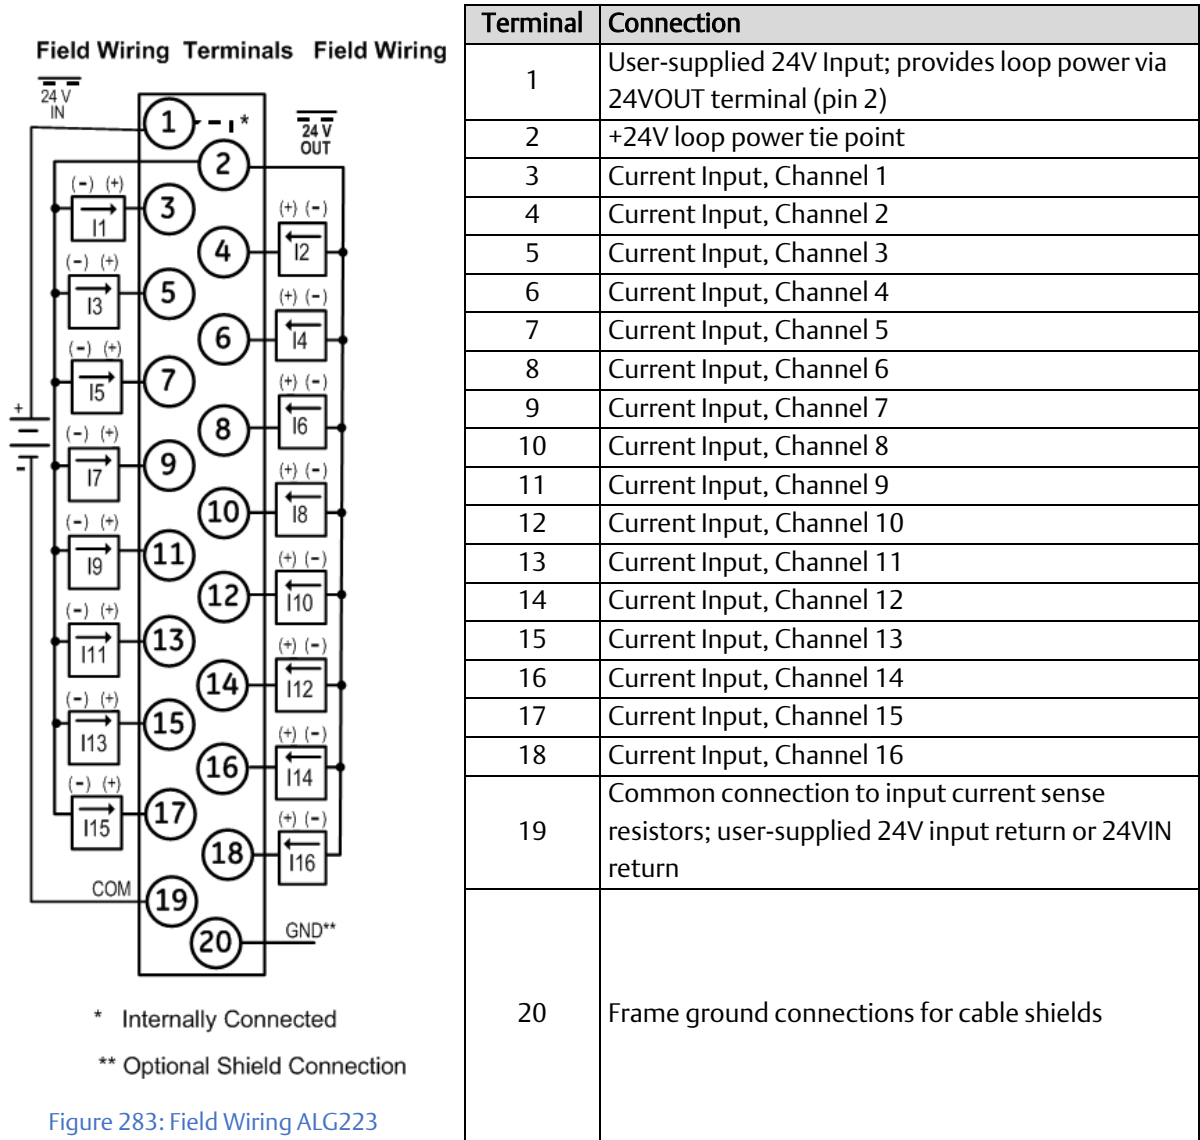 Field Wiring Terminals Field Wiring
24 V
IN
1
*
24 V
OUT
2
(-) (+)
I1
3
(+) (-)
4
I2
(-) (+)
I3
5
(+) (-)
6
I4
(-) (+)
I5
7
(+) (-)
8
I6
+
-
(-) (+)
I7
9
(+) (-)
10
I8
(-) (+)
I9
11
(+) (-)
12
I10
(-) (+)
I11
13
(+) (-)
14
I12
(-) (+)
I13
15
(+) (-)
16
I14
(-) (+)
I15
17
(+) (-)
18
I16
COM
19
20
GND**
* Internally Connected
** Optional Shield Connection
Figure 283: Field Wiring ALG223
Terminal Connection
1 User-supplied 24V Input; provides loop power via
24VOUT terminal (pin 2)
2 +24V loop power tie point
3 Current Input, Channel 1
4 Current Input, Channel 2
5 Current Input, Channel 3
6 Current Input, Channel 4
7 Current Input, Channel 5
8 Current Input, Channel 6
9 Current Input, Channel 7
10 Current Input, Channel 8
11 Current Input, Channel 9
12 Current Input, Channel 10
13 Current Input, Channel 11
14 Current Input, Channel 12
15 Current Input, Channel 13
16 Current Input, Channel 14
17 Current Input, Channel 15
18 Current Input, Channel 16
Common connection to input current sense
19 resistors; user-supplied 24V input return or 24VIN
return
20 Frame ground connections for cable shields